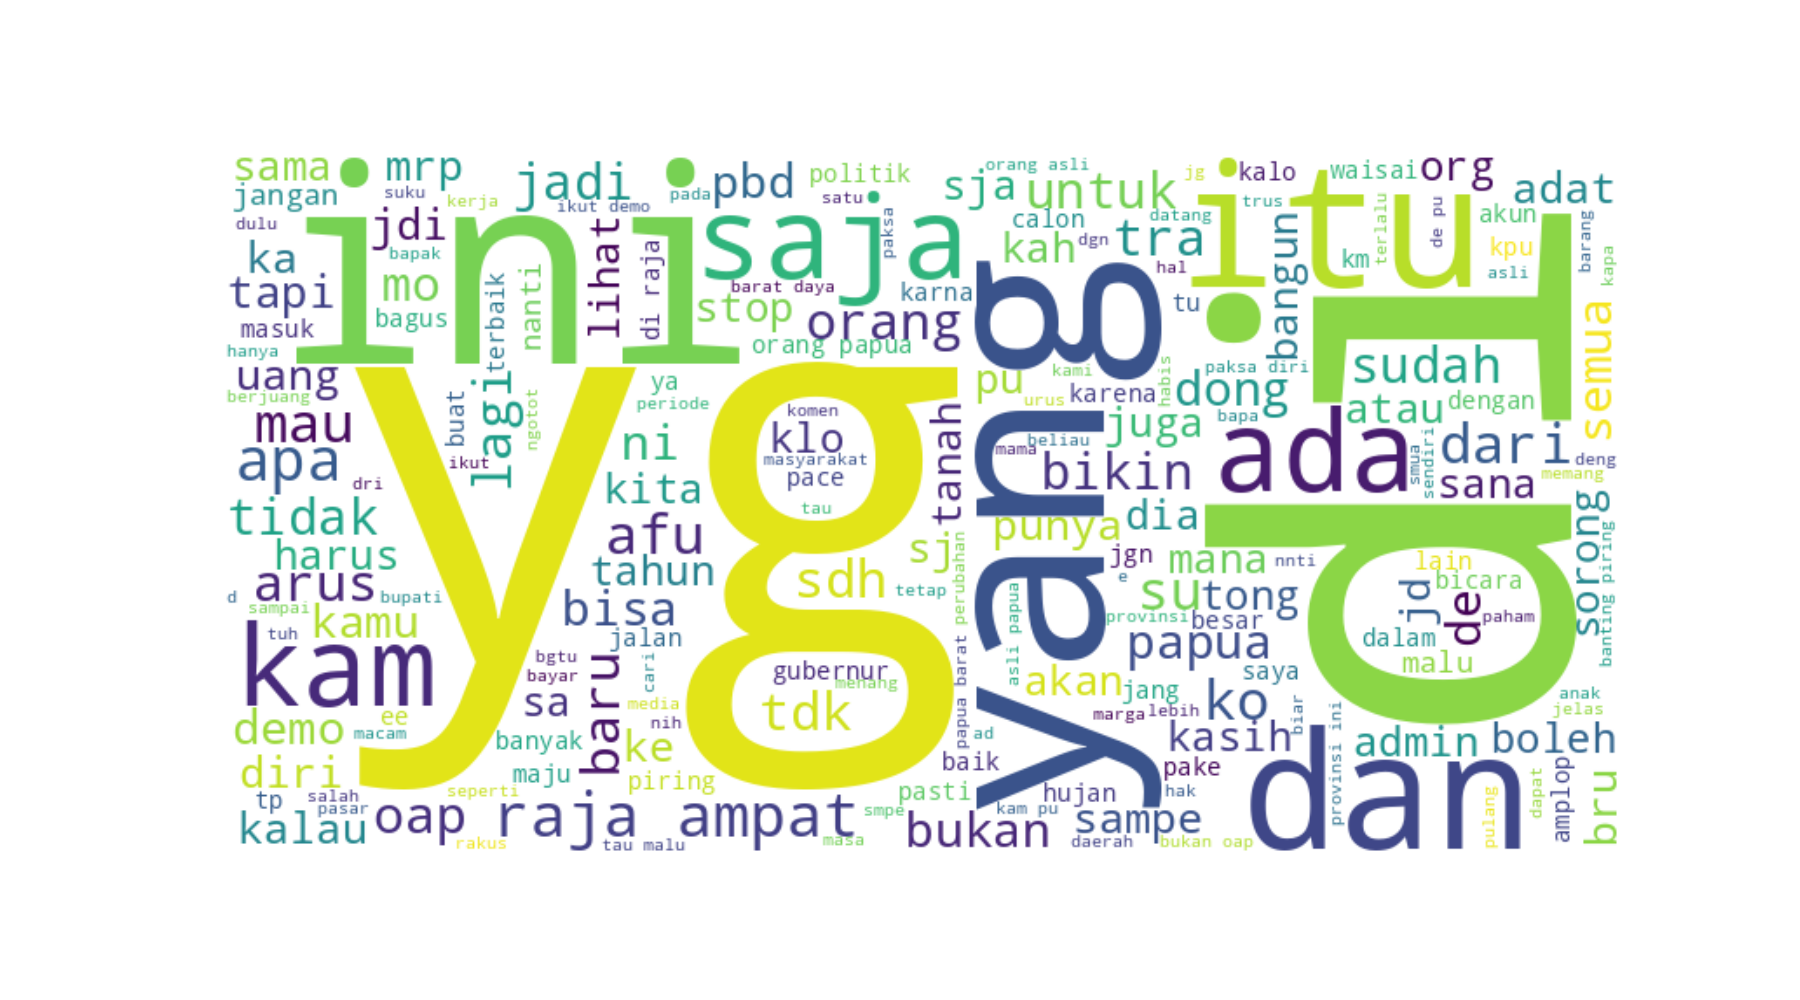 sama
mrp
jadi
pbd
politik
orang asli
jg
kalo
waisai
org
adat
jangan
suku
kerja
ikut demo
pada
satu
sja
untuk
itu
trus
akun
dulu
jdi
ini
saja
paksa
calon
dgn
datang
tra
bangun
terlalu
de pu
kpu
barang
ka
bapak
lihat
di raja
kah
hal
km
asli
kapa
tapi
mo
terbaik
nanti
barat daya
karna
yang
tu
di
masuk
bagus
stop
orang
semua
hanya
orang papua
habis
paksa diri
sudah
uang
lagi
ya
pu
kami
karena
dong
atau
dengan
berjuang
buat
ngotot
periode
yg
komen
urus
juga
bapa
mau
ni
klo
tanah
mama
beliau
ada
smua
sendiri
dari
apa
ikut
masyarakat
bikin
deng
dri
kita
pace
sana
memang
tidak
afu
tau
punya
dia
sorong
harus
tahun
sj
perubahan
jgn
mana
nnti
lain
banting piring
arus
sdh
e
su
bicara
d
bupati
bisa
tetap
asli papua
tong
jd
de
sampai
kamu
provinsi
besar
paham
kam
tuh
jalan
papua
dalam
bgtu
cari
gubernur
papua barat
saya
malu
bayar
menang
akan
jang
anak
demo
ee
sa
baru
media
tdk
marga
lebih
ko
biar
provinsi ini
jelas
macam
banyak
nih
ke
ad
kasih
admin
boleh
diri
maju
piring
baik
pake
dan
tp
salah
seperti
pasti
hujan
hak
pulang
dapat
amplop
bru
pasar
oap
raja ampat
smpe
kam pu
sampe
kalau
rakus
tau malu
masa
bukan
daerah
bukan oap